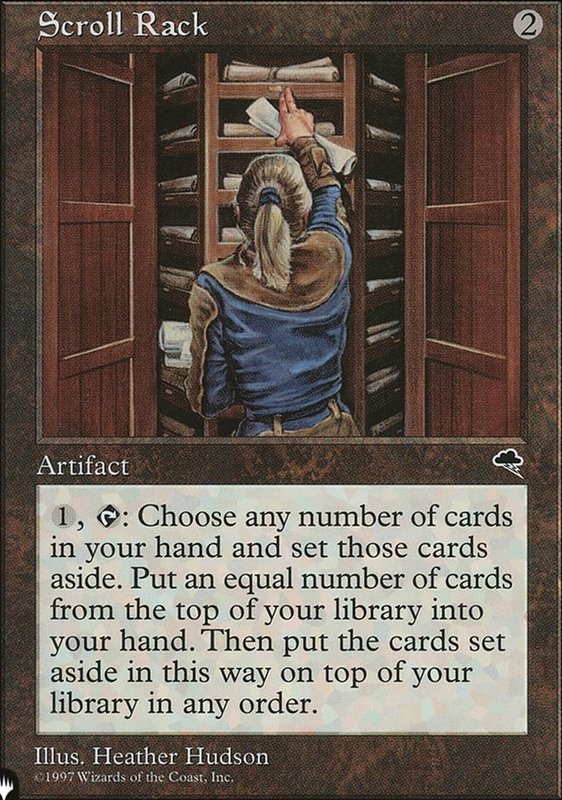 Scroll Rack 2
Artifact
1, : Choose any number of cards
in your hand and set those cards
aside. Put an equal number of cards
from the top of your library into
your hand. Then put the cards set
aside in this way on top of your
library in any order.
Illus. Heather Hudson
©1997 Wizards of the Coast, Inc.